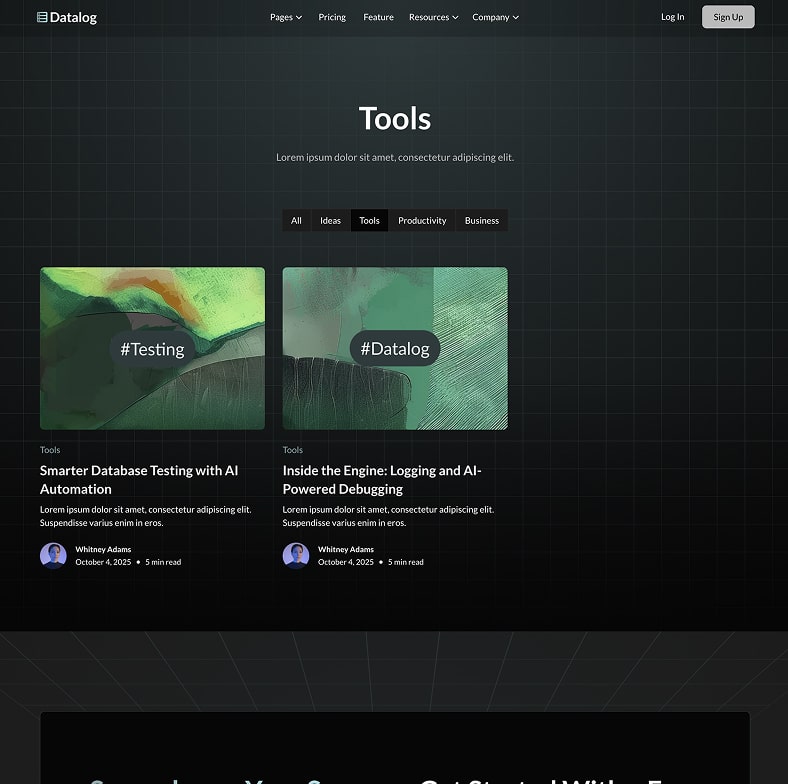 Datalog
Pages Pricing Feature Resources Company
Log In Sign Up
Tools
Lorem ipsum dolor sit amet, consectetur adipiscing elit.
All Ideas Tools Productivity Business
#Testing
#Datalog
Tools
Smarter Database Testing with AI
Automation
Lorem ipsum dolor sit amet, consectetur adipiscing elit.
Suspendisse varius enim in eros.
Whitney Adams
October 4, 2025 • 5 min read
Tools
Inside the Engine: Logging and AI-
Powered Debugging
Lorem ipsum dolor sit amet, consectetur adipiscing elit.
Suspendisse varius enim in eros.
Whitney Adams
October 4, 2025 • 5 min read